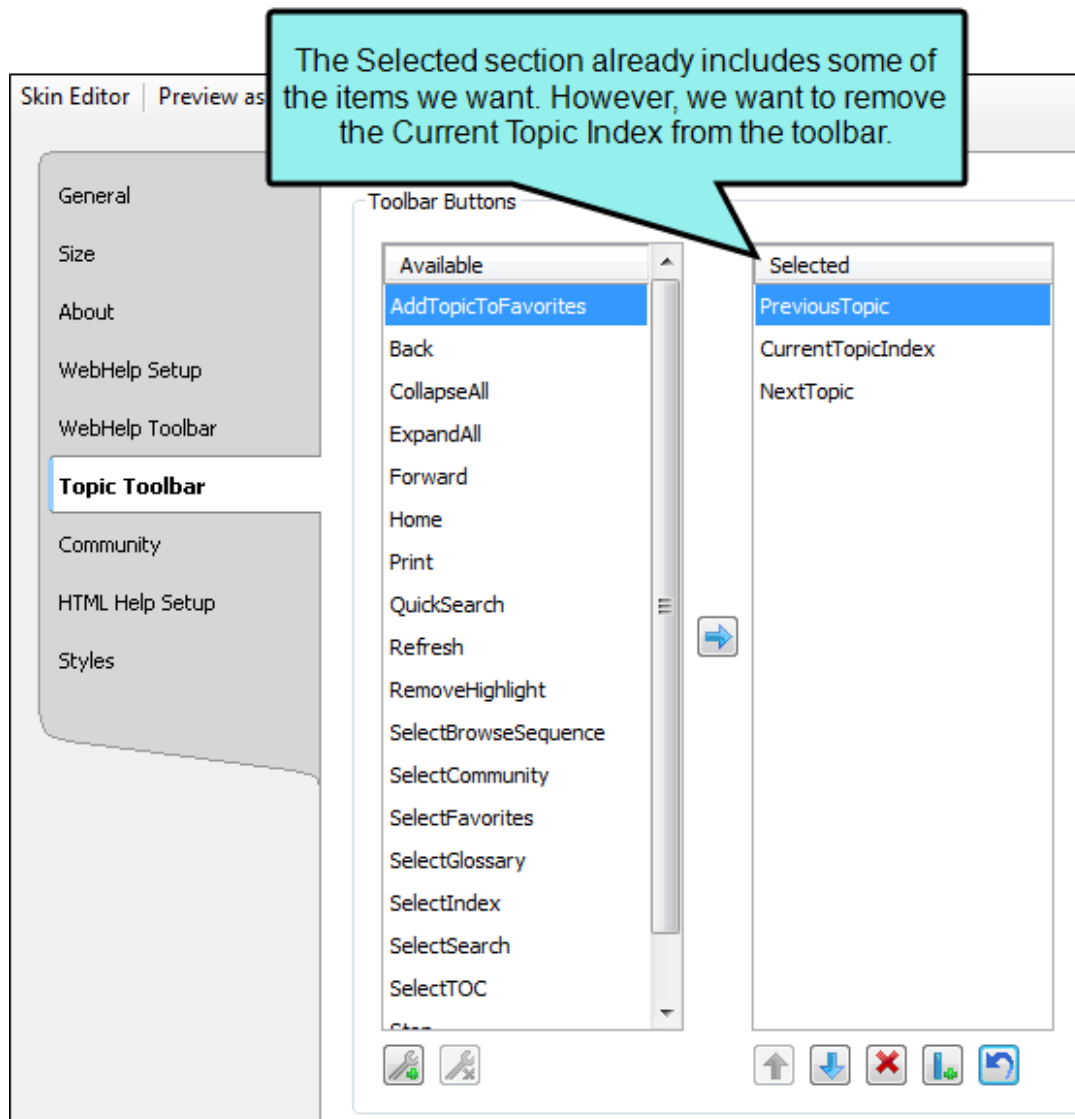 The Selected section already includes some of
the items we want. However, we want to remove
the Current Topic Index from the toolbar.
Skin Editor Preview as
General
Size
About
WebHelp Setup
WebHelp Toolbar
Topic Toolbar
Community
HTML Help Setup
Styles
Toolbar Buttons
Available
AddTopicToFavorites
Back
CollapseAll
ExpandAll
Forward
Home
Print
QuickSearch
Refresh
RemoveHighlight
SelectBrowseSequence
SelectCommunity
SelectFavorites
SelectGlossary
SelectIndex
SelectSearch
SelectTOC
Selected
PreviousTopic
CurrentTopicIndex
NextTopic